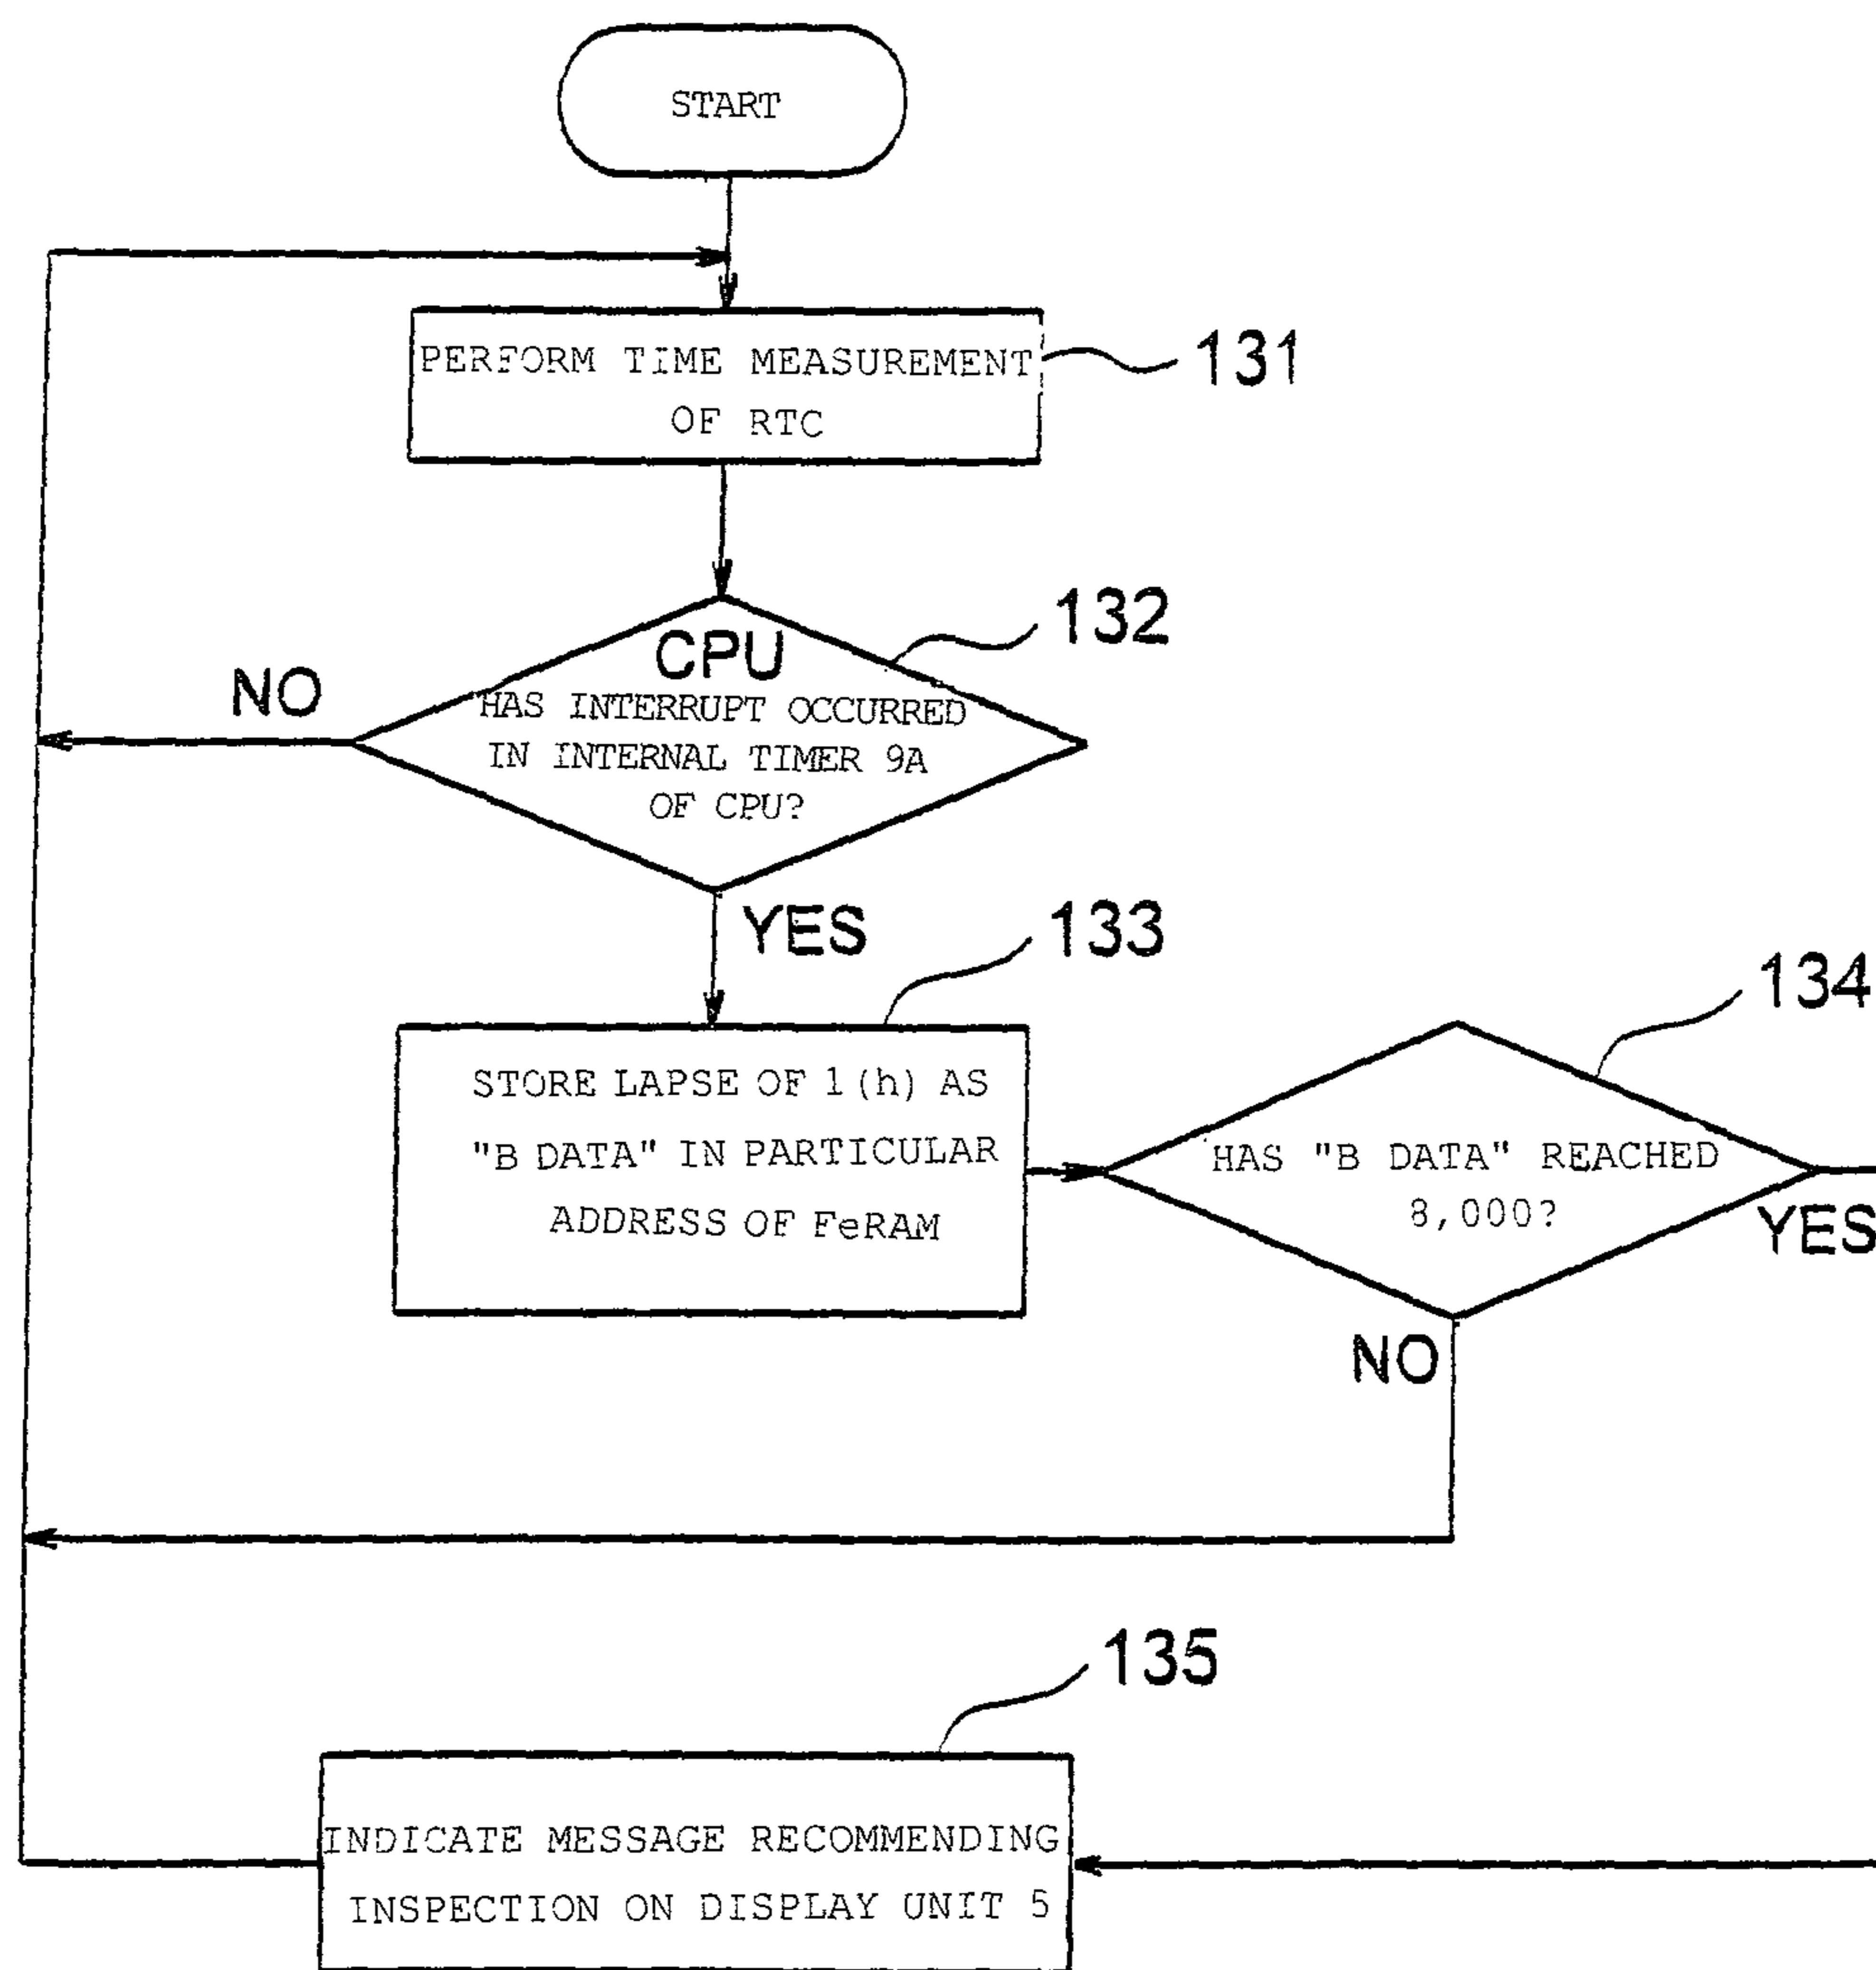 START
PERFORM TIME MEASUREMENT
OF RTC
131
132
CPU
HAS INTERRUPT OCCURRED
IN INTERNAL TIMER 9A
OF CPU?
NO
YES
133
STORE LAPSE OF 1(h) AS
"B DATA" IN PARTICULAR
ADDRESS OF FeRAM
134
HAS "B DATA" REACHED
8,000?
YES
NO
135
INDICATE MESSAGE RECOMMENDING
INSPECTION ON DISPLAY UNIT 5